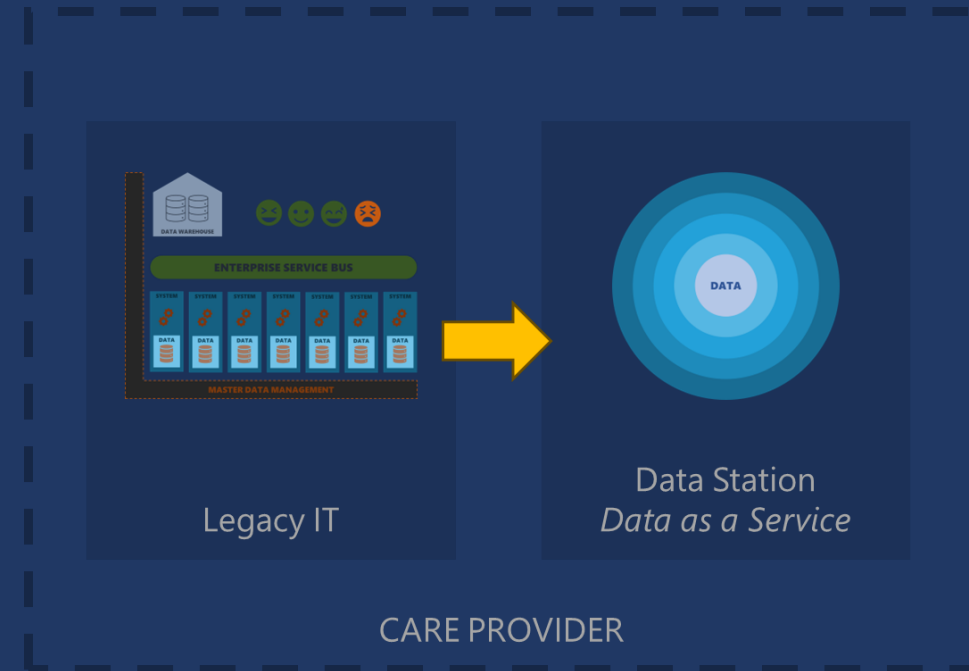 DATA WAREHOUSE
ENTERPRISE SERVICE BUS
SYSTEM SYSTEM SYSTEM SYSTEM SYSTEM SYSTEM SYSTEM
DATA DATA DATA DATA DATA DATA DATA
MASTER DATA MANAGEMENT
Legacy IT
DATA
Data Station
Data as a Service
CARE PROVIDER